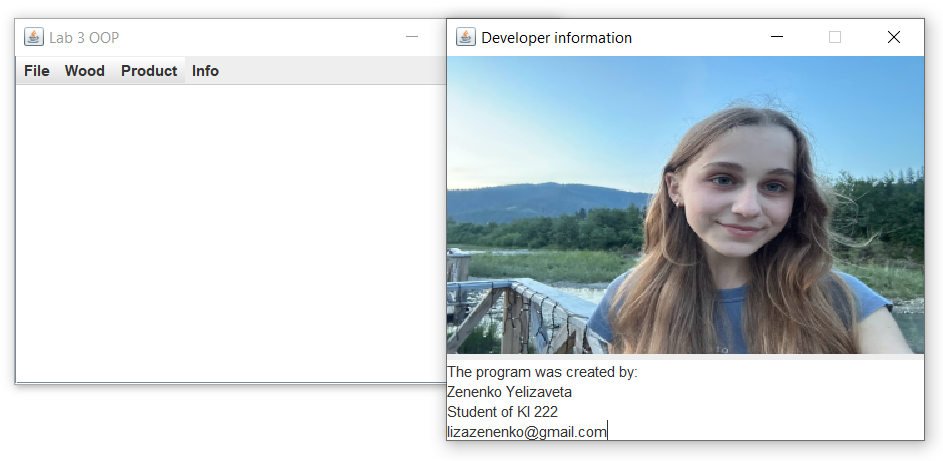 Lab 3 OOP
File Wood Product Info
Developer information
The program was created by:
Zenenko Yelizaveta
Student of KI 222
lizazenenko@gmail.com